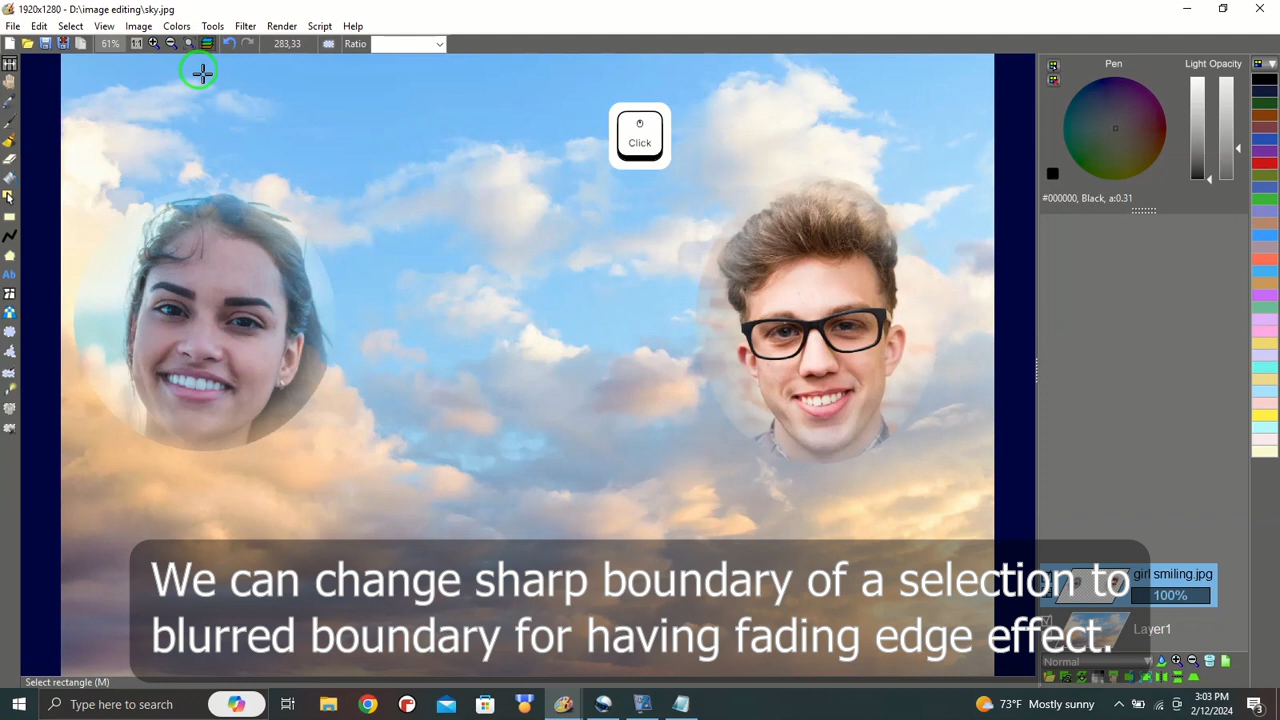 1920x1280 - D:\image editing\sky.jpg
File Edit Select View Image Colors Tools Filter Render Script Help
61% 283,33 Ratio
Click
Pen Light Opacity
#000000, Black, a:0.31
Ab
We can change sharp boundary of a selection to
blurred boundary for having fading edge effect.
girl smiling.jpg
100%
Layer1
Normal
Select rectangle (M)
Type here to search
73°F Mostly sunny
3:03 PM
2/12/2024
3